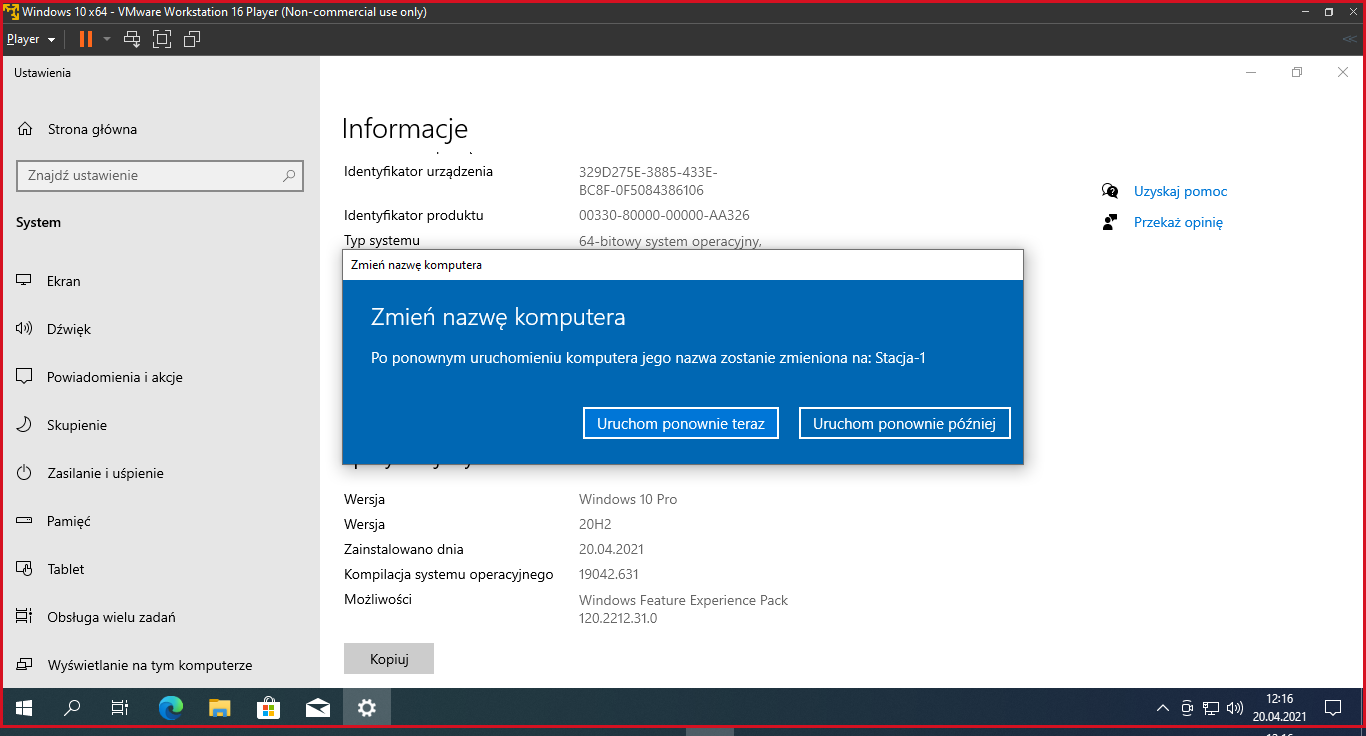 Windows 10 x64 - VMware Workstation 16 Player (Non-commercial use only)
Player
Ustawienia
Strona główna
Znajdź ustawienie
System
Ekran
Dźwięk
Powiadomienia i akcje
Skupienie
Zasilanie i uśpienie
Pamięć
Tablet
Obsługa wielu zadań
Wyświetlanie na tym komputerze
Informacje
Identyfikator urządzenia 329D275E-3885-433E-
BC8F-0F5084386106
Identyfikator produktu 00330-80000-00000-AA326
Typ systemu 64-bitowy system operacyjny,
Zmień nazwę komputera
Zmień nazwę komputera
Po ponownym uruchomieniu komputera jego nazwa zostanie zmieniona na: Stacja-1
Uruchom ponownie teraz Uruchom ponownie później
Wersja Windows 10 Pro
Wersja 20H2
Zainstalowano dnia 20.04.2021
Kompilacja systemu operacyjnego 19042.631
Możliwości Windows Feature Experience Pack
120.2212.31.0
Kopiuj
Uzyskaj pomoc
Przekaż opinię
12:16
20.04.2021